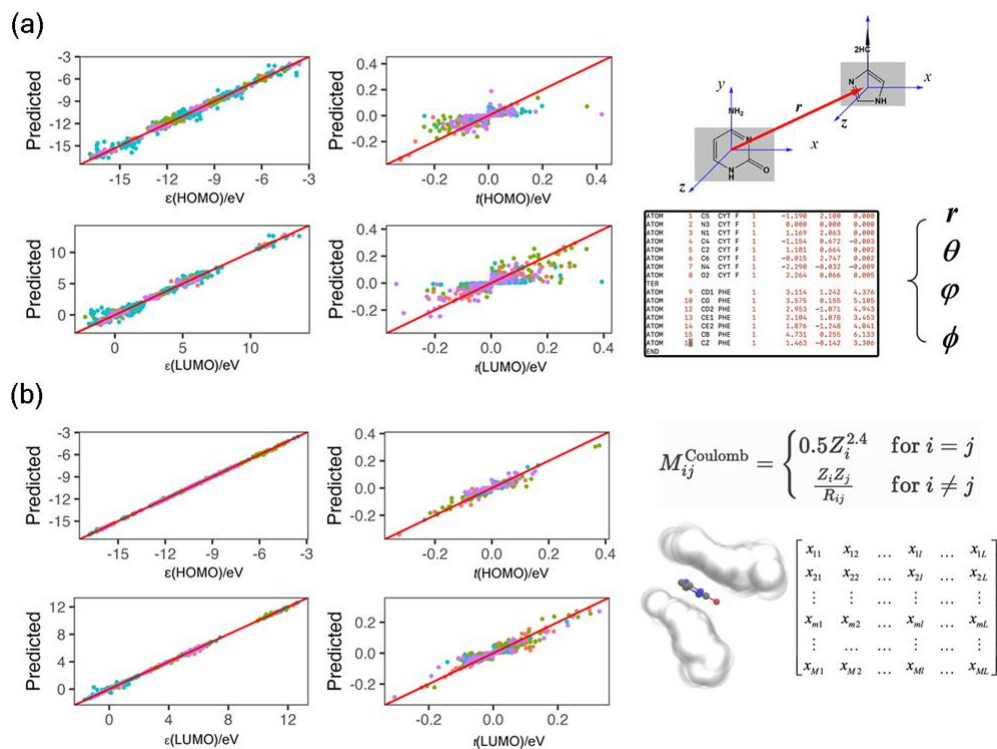 (a)
Predicted
-3
-6
-9
-12
-15
-15 -12 -9 -6 -3
ε(HOMO)/eV
Predicted
0.4
0.2
0.0
-0.2
-0.2 0.0 0.2 0.4
t(HOMO)/eV
2HC
N
NH
x
z
r
y
NH₂
N
N
H
O
x
z
Predicted
10
5
0
0 5 10
ε(LUMO)/eV
Predicted
0.4
0.2
0.0
-0.2
-0.2 0.0 0.2 0.4
t(LUMO)/eV
ATOM 1 C5 CYT F 1 -1.190 2.100 0.000
ATOM 2 N3 CYT F 1 0.000 0.000 0.000
ATOM 3 N1 CYT F 1 1.169 2.063 0.000
ATOM 4 C4 CYT F 1 -1.154 0.672 -0.003
ATOM 5 C2 CYT F 1 1.181 0.664 0.002
ATOM 6 C6 CYT F 1 -0.015 2.747 0.002
ATOM 7 N4 CYT F 1 -2.290 -0.032 -0.009
ATOM 8 O2 CYT F 1 2.264 0.066 0.005
TER
ATOM 9 CD1 PHE 1 3.114 1.242 4.376
ATOM 10 CG PHE 1 3.575 0.155 5.105
ATOM 12 CD2 PHE 1 2.953 -1.071 4.943
ATOM 13 CE1 PHE 1 2.104 1.070 3.453
ATOM 14 CE2 PHE 1 1.876 -1.248 4.041
ATOM 15 CB PHE 1 4.731 0.255 6.133
ATOM CZ PHE 1 1.463 -0.142 3.306
END
r
θ
φ
ϕ
(b)
Predicted
-3
-6
-9
-12
-15
-15 -12 -9 -6 -3
ε(HOMO)/eV
Predicted
0.4
0.2
0.0
-0.2
-0.2 0.0 0.2 0.4
t(HOMO)/eV
M_ij^Coulomb = { 0.5Z_i^2.4 for i = j
Z_iZ_j / R_ij for i ≠ j
Predicted
12
8
4
0
0 4 8 12
ε(LUMO)/eV
Predicted
0.2
0.0
-0.2
-0.2 0.0 0.2
t(LUMO)/eV
x₁₁ x₁₂ … x₁ₗ … x_1L
x₂₁ x₂₂ … x₂ₗ … x_2L
⋮ ⋮ … ⋮ … ⋮
x_m1 x_m2 … x_ml … x_mL
⋮ … … ⋮ … ⋮
x_M1 x_M2 … x_Ml … x_ML